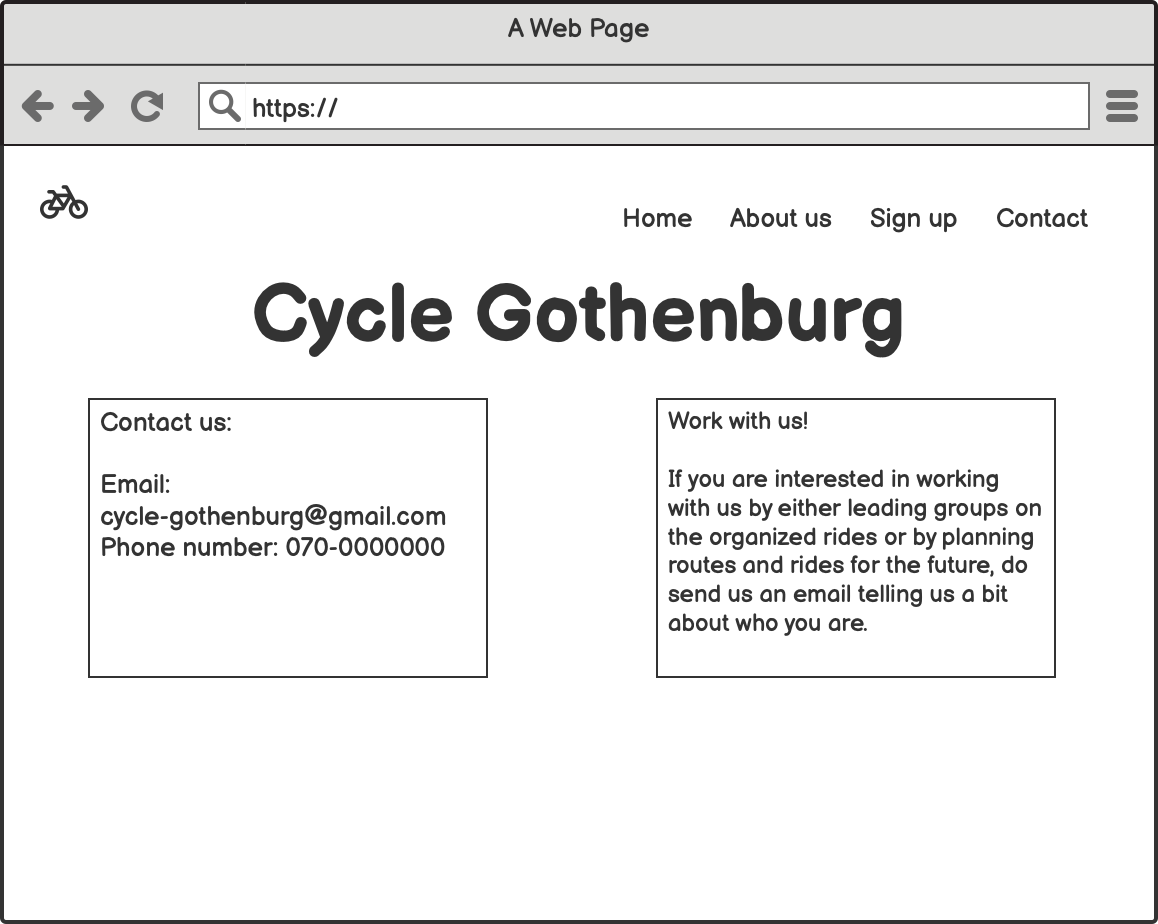 A Web Page
https://
Home About us Sign up Contact
Cycle Gothenburg
Contact us:
Email:
cycle-gothenburg@gmail.com
Phone number: 070-0000000
Work with us!
If you are interested in working
with us by either leading groups on
the organized rides or by planning
routes and rides for the future, do
send us an email telling us a bit
about who you are.